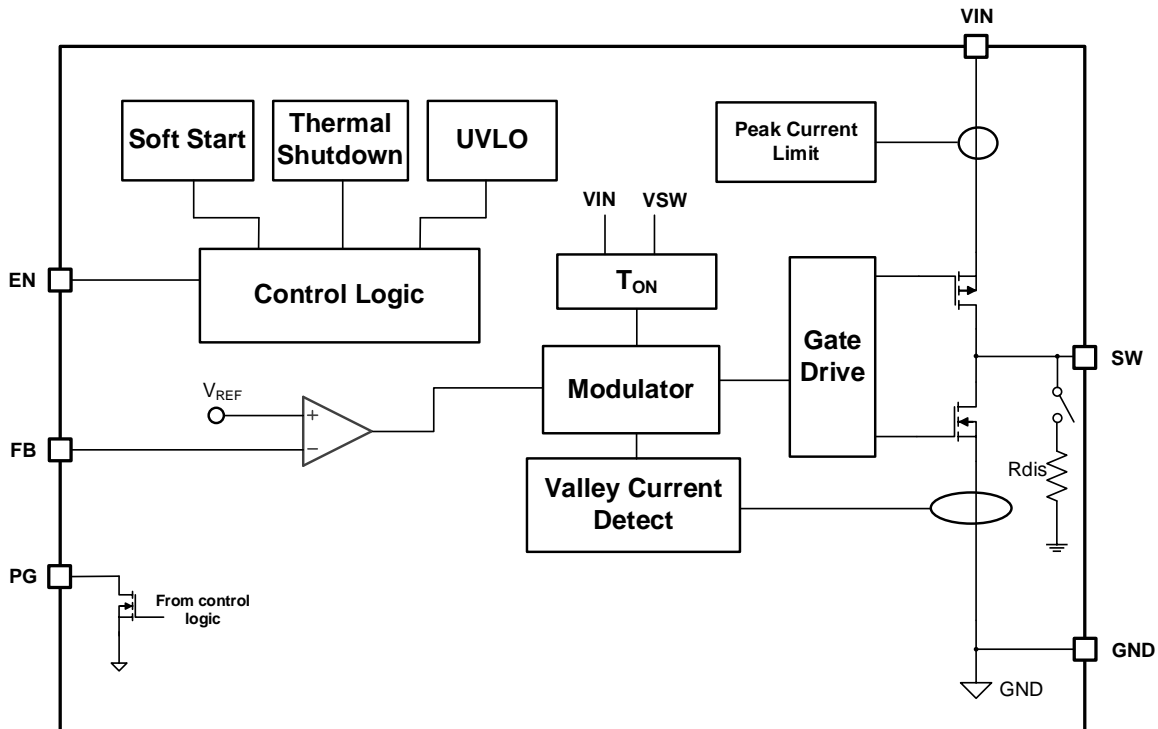 VIN
Soft Start
Thermal
Shutdown
UVLO
Peak Current
Limit
VIN
VSW
TON
EN
Control Logic
Gate
Drive
SW
Modulator
VREF
+
−
FB
Rdis
Valley Current
Detect
PG
From control
logic
GND
GND